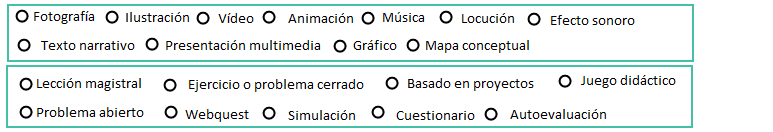 Fotografía Ilustración Vídeo Animación Música Locución Efecto sonoro
Texto narrativo Presentación multimedia Gráfico Mapa conceptual
Lección magistral Ejercicio o problema cerrado Basado en proyectos Juego didáctico
Problema abierto Webquest Simulación Cuestionario Autoevaluación